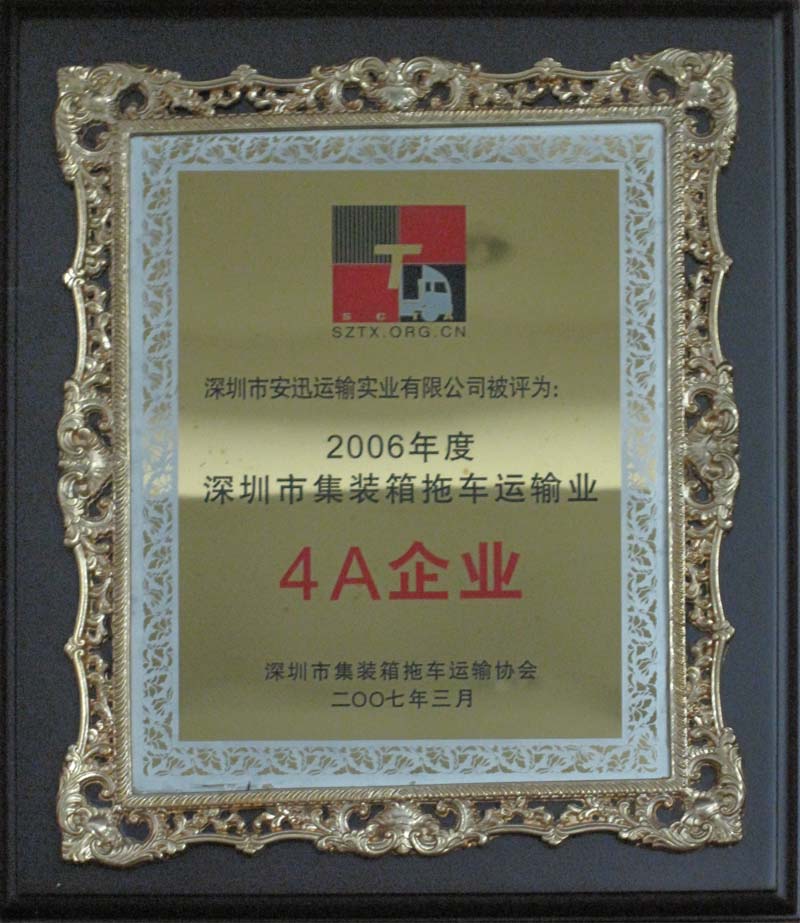 T
S C T A
SZTX.ORG.CN
深圳市安迅运输实业有限公司被评为:
2006年度
深圳市集装箱拖车运输业
4A企业
深圳市集装箱拖车运输协会
二〇〇七年三月